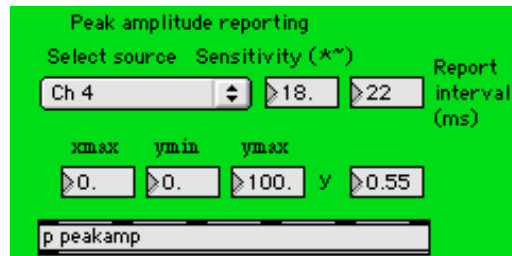 Peak amplitude reporting
Select source Sensitivity (*~)
Ch 4 18. 22 Report interval (ms)
xmax ymin ymax
0. 0. 100. y 0.55
p peakamp